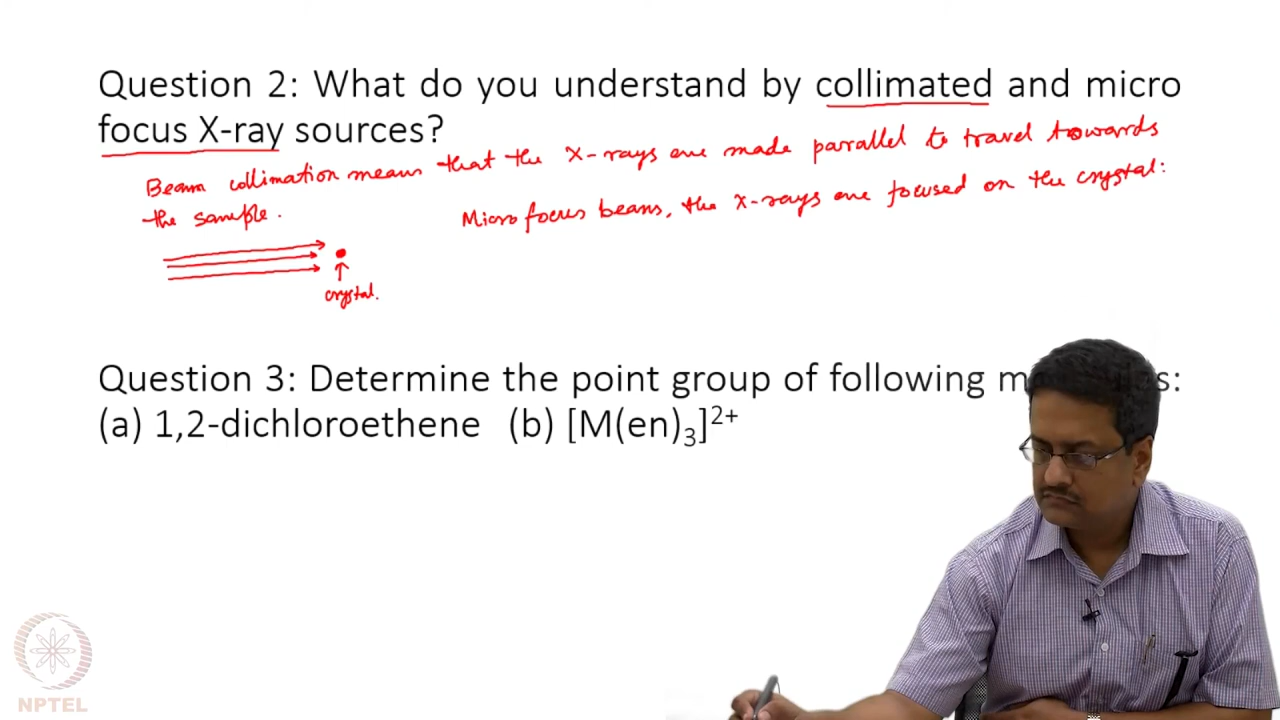 Question 2: What do you understand by collimated and micro
focus X-ray sources?
Beam collimation means that the X-rays are made parallel to travel towards
the sample.
Micro focus beans, the X-rays are focused on the crystal:
crystal.
Question 3: Determine the point group of following m s:
(a) 1,2-dichloroethene (b) [M(en)₃]²⁺
NPTEL